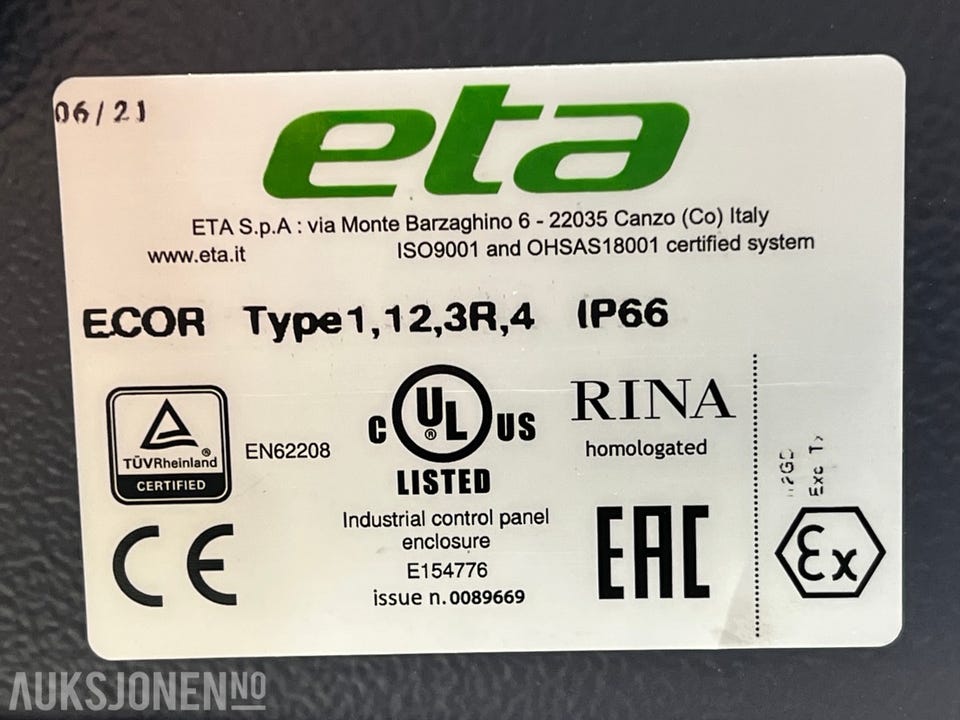 06/21
eta
ETA S.p.A : via Monte Barzaghino 6 - 22035 Canzo (Co) Italy
www.eta.it ISO9001 and OHSAS18001 certified system
ECOR Type1,12,3R,4 IP66
TÜVRheinland®
CERTIFIED
EN62208
C UL® US
LISTED
Industrial control panel
enclosure
E154776
issue n.0089669
RINA
homologated
CE
EAC
Exc
Ex
AUKSJONEN NO